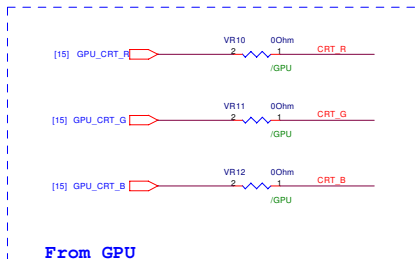 VR10 0Ohm
[15] GPU_CRT_R 2 1 CRT_R
/GPU
VR11 0Ohm
[15] GPU_CRT_G 2 1 CRT_G
/GPU
VR12 0Ohm
[15] GPU_CRT_B 2 1 CRT_B
/GPU
From GPU